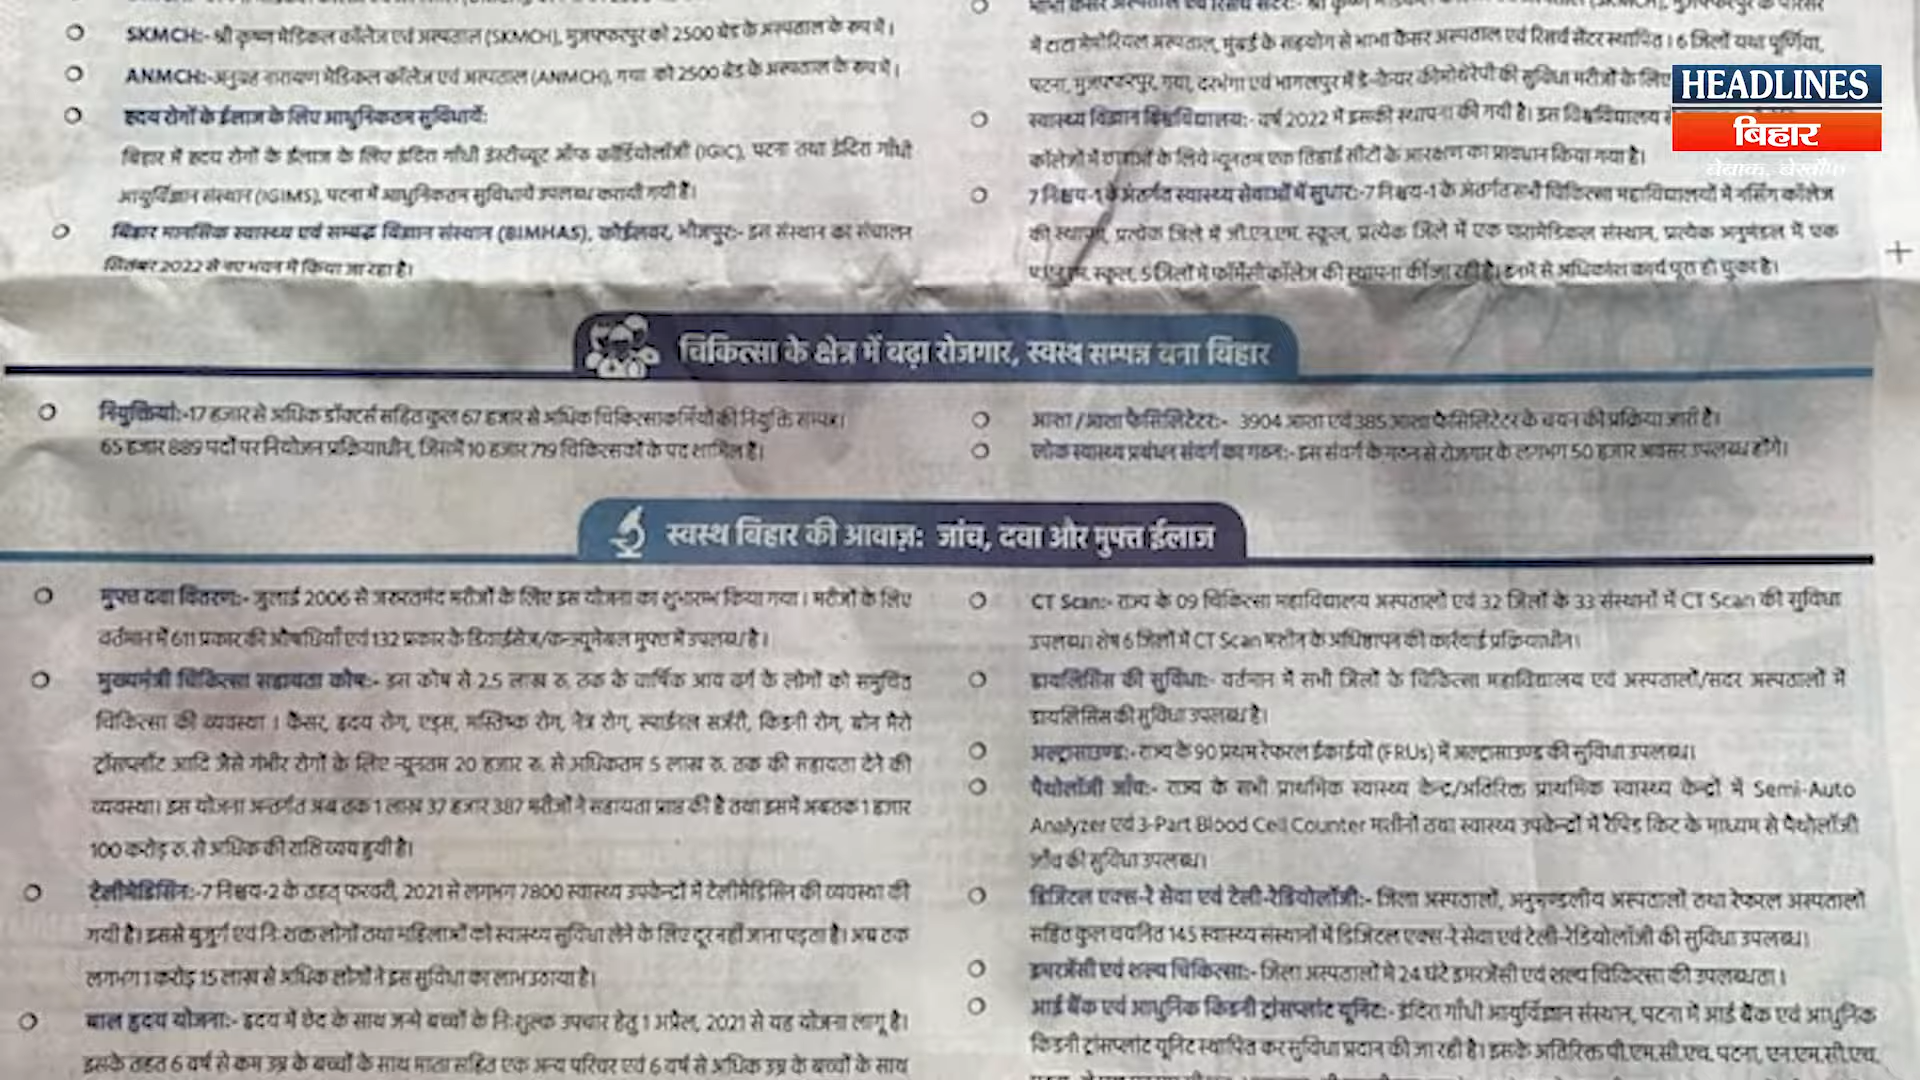 SKMCH:- श्री कृष्ण मेडिकल कॉलेज एवं अस्पताल (SKMCH), मुजफ्फरपुर को 2500 बेड के अस्पताल के रूप में।
ANMCH:-अनुग्रह नारायण मेडिकल कॉलेज एवं अस्पताल (ANMCH), गया को 2500 बेड के अस्पताल के रूप में।
ह्रदय रोगों के ईलाज के लिए आधुनिकतम सुविधायें:
बिहार में ह्रदय रोगों के ईलाज के लिए इंदिरा गाँधी इंस्टीच्यूट ऑफ कॉर्डियोलॉजी (IGIC), पटना तथा इंदिरा गाँधी
आयुर्विज्ञान संस्थान (IGIMS), पटना में आधुनिकतम सुविधायें उपलब्ध करायी गयी हैं।
बिहार मानसिक स्वास्थ्य एवं सम्बद्ध विज्ञान संस्थान (BIMHAS), कोईलवर, भोजपुर:- इस संस्थान का संचालन
सितंबर 2022 से नए भवन में किया जा रहा है।
में टाटा मेमोरियल अस्पताल, मुंबई के सहयोग से भाभा कैंसर अस्पताल एवं रिसर्च सेंटर स्थापित। 6 जिलों यथा पूर्णिया,
पटना, मुजफ्फरपुर, गया, दरभंगा एवं भागलपुर में डे-केयर कीमोथेरेपी की सुविधा मरीजों के लिए
स्वास्थ्य विज्ञान विश्वविद्यालय:- वर्ष 2022 में इसकी स्थापना की गयी है। इस विश्वविद्यालय
कॉलेजों में छात्राओं के लिये न्यूनतम एक तिहाई सीटों के आरक्षण का प्रावधान किया गया है।
7 निश्चय-1 के अंतर्गत स्वास्थ्य सेवाओं में सुधार:-7 निश्चय-1 के अंतर्गत सभी चिकित्सा महाविद्यालयों में नर्सिंग कॉलेज
की स्थापना, प्रत्येक जिले में जी.एन.एम. स्कूल, प्रत्येक जिले में एक पारामेडिकल संस्थान, प्रत्येक अनुमंडल में एक
ए.एन.एम. स्कूल, 5 जिलों में फॉर्मेसी कॉलेज की स्थापना की जा रही है। इनमें से अधिकांश कार्य पूरा हो चुका है।
HEADLINES
बिहार
बेबाक, बेखौफ
चिकित्सा के क्षेत्र में बढ़ा रोजगार, स्वस्थ सम्पन्न बना बिहार
नियुक्तियां:-17 हजार से अधिक डॉक्टर्स सहित कुल 67 हजार से अधिक चिकित्साकर्मियों की नियुक्ति सम्पन्न।
65 हजार 889 पदों पर नियोजन प्रक्रियाधीन, जिसमें 10 हजार 719 चिकित्सकों के पद शामिल हैं।
आशा / आशा फैसिलिटेटर:- 3904 आशा एवं 385 आशा फैसिलिटेटर के चयन की प्रक्रिया जारी है।
लोक स्वास्थ्य प्रबंधन संवर्ग का गठन:- इस संवर्ग के गठन से रोजगार के लगभग 50 हजार अवसर उपलब्ध होंगे।
स्वस्थ बिहार की आवाज़: जांच, दवा और मुफ्त ईलाज
मुफ्त दवा वितरण:- जुलाई 2006 से जरूरतमंद मरीजों के लिए इस योजना का शुभारम्भ किया गया। मरीजों के लिए
वर्तमान में 611 प्रकार की औषधियाँ एवं 132 प्रकार के डिवाईसेज/कन्ज्यूमेबल मुफ्त में उपलब्ध है।
मुख्यमंत्री चिकित्सा सहायता कोष:- इस कोष से 2.5 लाख रु. तक के वार्षिक आय वर्ग के लोगों को समुचित
चिकित्सा की व्यवस्था। कैंसर, ह्रदय रोग, एड्स, मस्तिष्क रोग, नेत्र रोग, स्पाईनल सर्जरी, किडनी रोग, बोन मैरो
ट्रांसप्लांट आदि जैसे गंभीर रोगों के लिए न्यूनतम 20 हजार रु. से अधिकतम 5 लाख रु. तक की सहायता देने की
व्यवस्था। इस योजना अन्तर्गत अब तक 1 लाख 37 हजार 387 मरीजों ने सहायता प्राप्त की है तथा इसमें अबतक 1 हजार
100 करोड़ रु. से अधिक की राशि व्यय हुयी है।
टेलीमेडिसिन:-7 निश्चय-2 के तहत् फरवरी, 2021 से लगभग 7800 स्वास्थ्य उपकेन्द्रों में टेलीमेडिसिन की व्यवस्था की
गयी है। इससे बुजुर्ग एवं नि:शक्त लोगों तथा महिलाओं को स्वास्थ्य सुविधा लेने के लिए दूर नहीं जाना पड़ता है। अब तक
लगभग 1 करोड़ 15 लाख से अधिक लोगों ने इस सुविधा का लाभ उठाया है।
बाल ह्रदय योजना:- ह्रदय में छेद के साथ जन्मे बच्चों के नि:शुल्क उपचार हेतु 1 अप्रैल, 2021 से यह योजना लागू है।
इसके तहत 6 वर्ष से कम उम्र के बच्चों के साथ माता सहित एक अन्य परिचर एवं 6 वर्ष से अधिक उम्र के बच्चों के साथ
CT Scan:- राज्य के 09 चिकित्सा महाविद्यालय अस्पतालों एवं 32 जिलों के 33 संस्थानों में CT Scan की सुविधा
उपलब्ध। शेष 6 जिलों में CT Scan मशीन के अधिष्ठापन की कार्रवाई प्रक्रियाधीन।
डायलिसिस की सुविधा:- वर्तमान में सभी जिलों के चिकित्सा महाविद्यालय एवं अस्पतालों/सदर अस्पतालों में
डायलिसिस की सुविधा उपलब्ध है।
अल्ट्रासाउण्ड:- राज्य के 90 प्रथम रेफरल ईकाईयों (FRUs) में अल्ट्रासाउण्ड की सुविधा उपलब्ध।
पैथोलॉजी जाँच:- राज्य के सभी प्राथमिक स्वास्थ्य केन्द्र/अतिरिक्त प्राथमिक स्वास्थ्य केन्द्रों में Semi-Auto
Analyzer एवं 3-Part Blood Cell Counter मशीनों तथा स्वास्थ्य उपकेन्द्रों में रैपिड किट के माध्यम से पैथोलॉजी
जाँच की सुविधा उपलब्ध।
डिजिटल एक्स-रे सेवा एवं टेली-रेडियोलॉजी:- जिला अस्पतालों, अनुमण्डलीय अस्पतालों तथा रेफरल अस्पतालों
सहित कुल चयनित 145 स्वास्थ्य संस्थानों में डिजिटल एक्स-रे सेवा एवं टेली-रेडियोलॉजी की सुविधा उपलब्ध।
इमरजेंसी एवं शल्य चिकित्सा:- जिला अस्पतालों में 24 घंटे इमरजेंसी एवं शल्य चिकित्सा की उपलब्धता।
आई बैंक एवं आधुनिक किडनी ट्रांसप्लांट यूनिट:- इंदिरा गाँधी आयुर्विज्ञान संस्थान, पटना में आई बैंक एवं आधुनिक
किडनी ट्रांसप्लांट यूनिट स्थापित कर सुविधा प्रदान की जा रही है। इसके अतिरिक्त पी.एम.सी.एच. पटना, एन.एम.सी.एच.